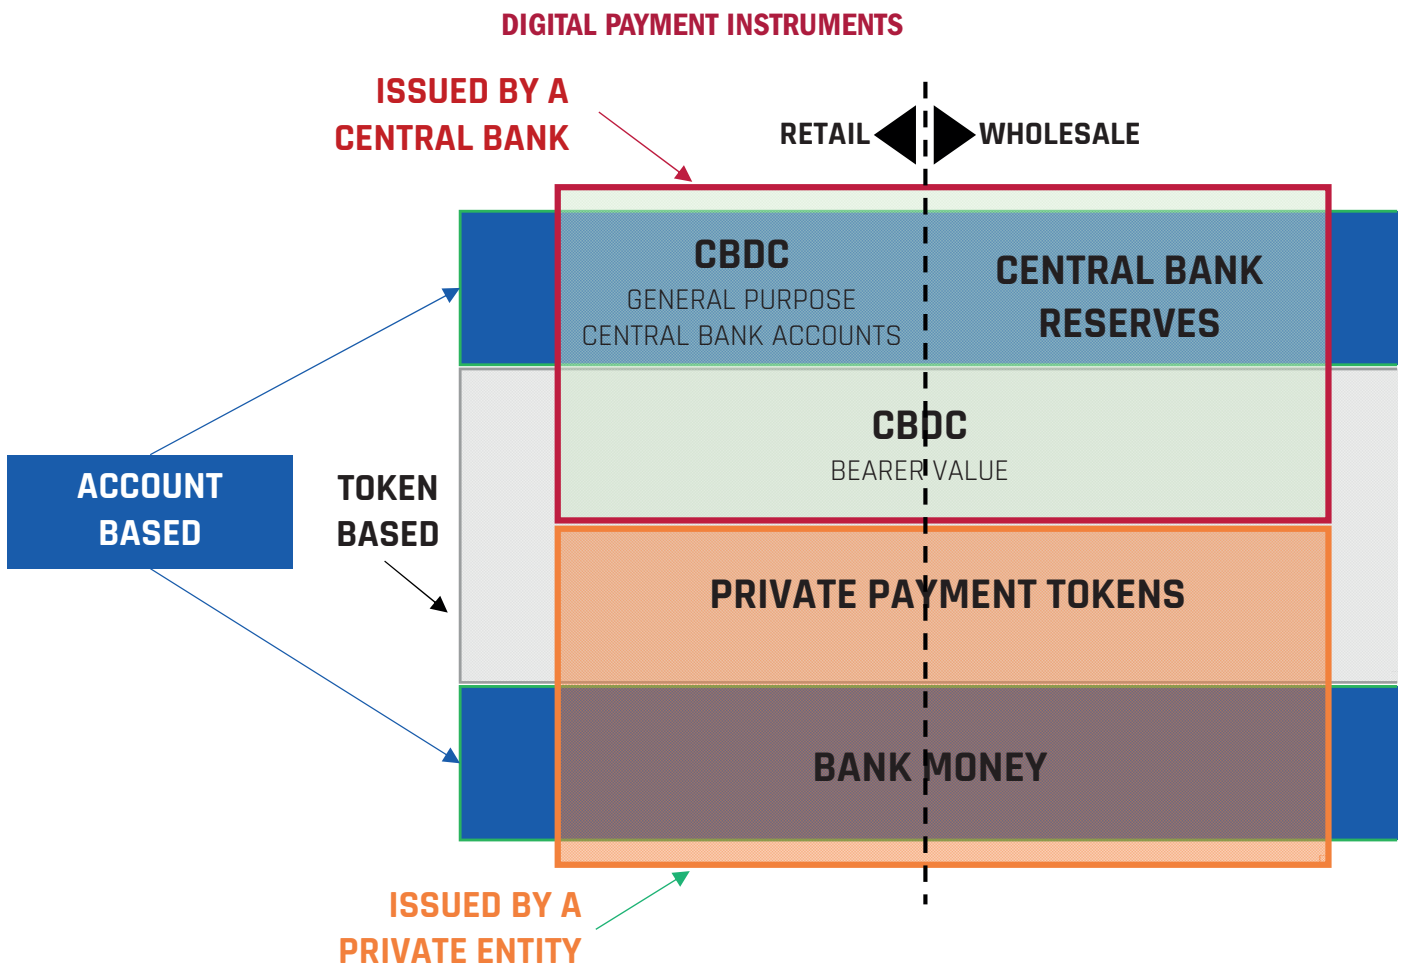 DIGITAL PAYMENT INSTRUMENTS
ISSUED BY A
CENTRAL BANK
RETAIL
WHOLESALE
CBDC
GENERAL PURPOSE
CENTRAL BANK ACCOUNTS
CENTRAL BANK
RESERVES
CBDC
BEARER VALUE
ACCOUNT
BASED
TOKEN
BASED
PRIVATE PAYMENT TOKENS
BANK MONEY
ISSUED BY A
PRIVATE ENTITY